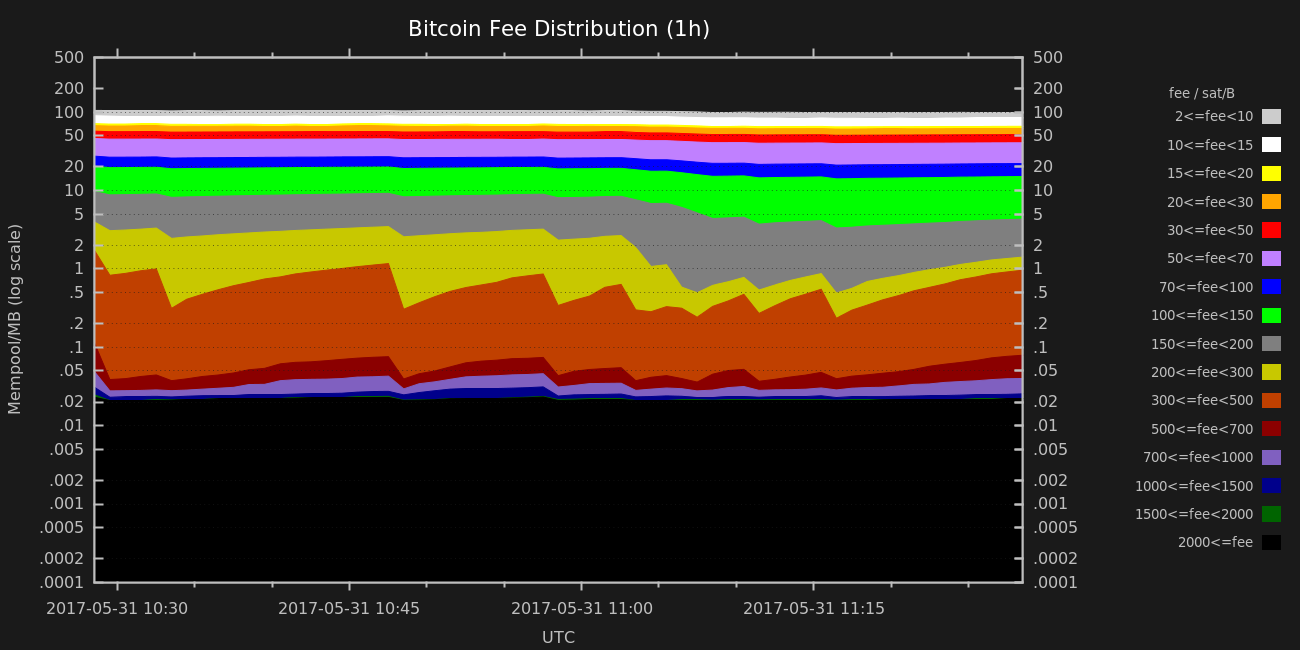 Bitcoin Fee Distribution (1h)
500 500
200 200
100 100
50 50
20 20
10 10
5 5
2 2
1 1
.5 .5
.2 .2
.1 .1
.05 .05
.02 .02
.01 .01
.005 .005
.002 .002
.001 .001
.0005 .0005
.0002 .0002
.0001 .0001
Mempool/MB (log scale)
2017-05-31 10:30 2017-05-31 10:45 2017-05-31 11:00 2017-05-31 11:15
UTC
fee / sat/B
2<=fee<10
10<=fee<15
15<=fee<20
20<=fee<30
30<=fee<50
50<=fee<70
70<=fee<100
100<=fee<150
150<=fee<200
200<=fee<300
300<=fee<500
500<=fee<700
700<=fee<1000
1000<=fee<1500
1500<=fee<2000
2000<=fee